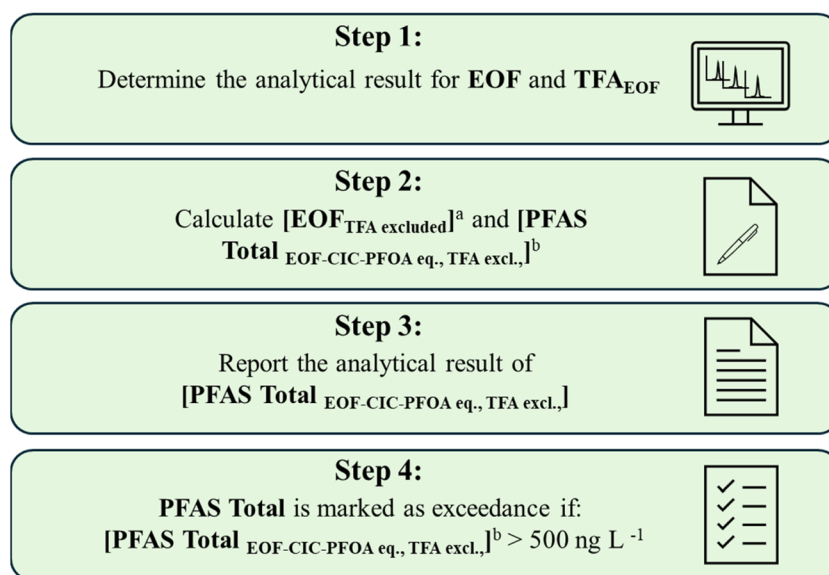 Step 1:
Determine the analytical result for EOF and TFAEOF
Step 2:
Calculate [EOFTFA excluded]a and [PFAS
Total EOF-CIC-PFOA eq., TFA excl.,]b
Step 3:
Report the analytical result of
[PFAS Total EOF-CIC-PFOA eq., TFA excl.,]
Step 4:
PFAS Total is marked as exceedance if:
[PFAS Total EOF-CIC-PFOA eq., TFA excl.,]b > 500 ng L -1